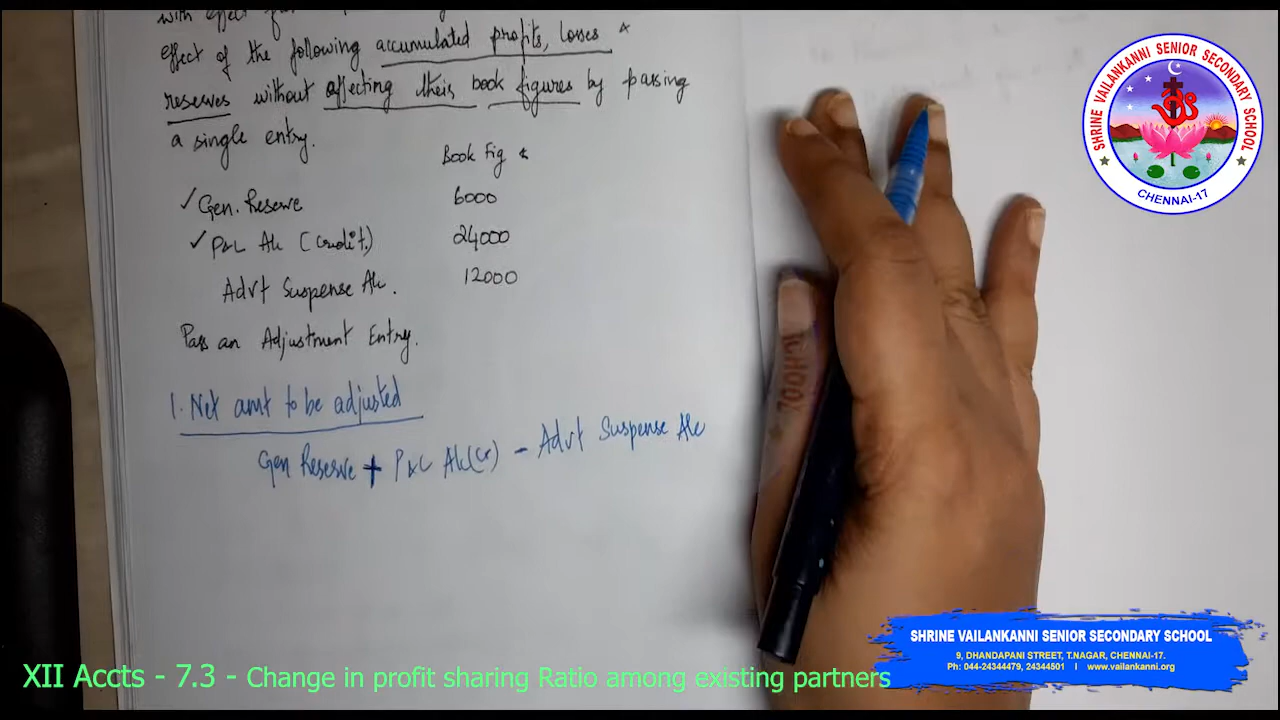 with effect
effect of the following accumulated profits, losses &
reserves without affecting their book figures by passing
a single entry.
Book Fig
✓ Gen. Reserve 6000
✓ P&L A/c (Credit) 24000
Advt Suspense A/c. 12000
Pass an Adjustment Entry.
1. Net amt to be adjusted
Gen Reserve + P&L A/c (Cr) - Advt Suspense A/c
SHRINE VAILANKANNI SENIOR SECONDARY SCHOOL
CHENNAI-17
SCHOOL
SHRINE VAILANKANNI SENIOR SECONDARY SCHOOL
9, DHANDAPANI STREET, T.NAGAR, CHENNAI-17.
Ph: 044-24344479, 24344501 I www.vailankanni.org
XII Accts - 7.3 - Change in profit sharing Ratio among existing partners